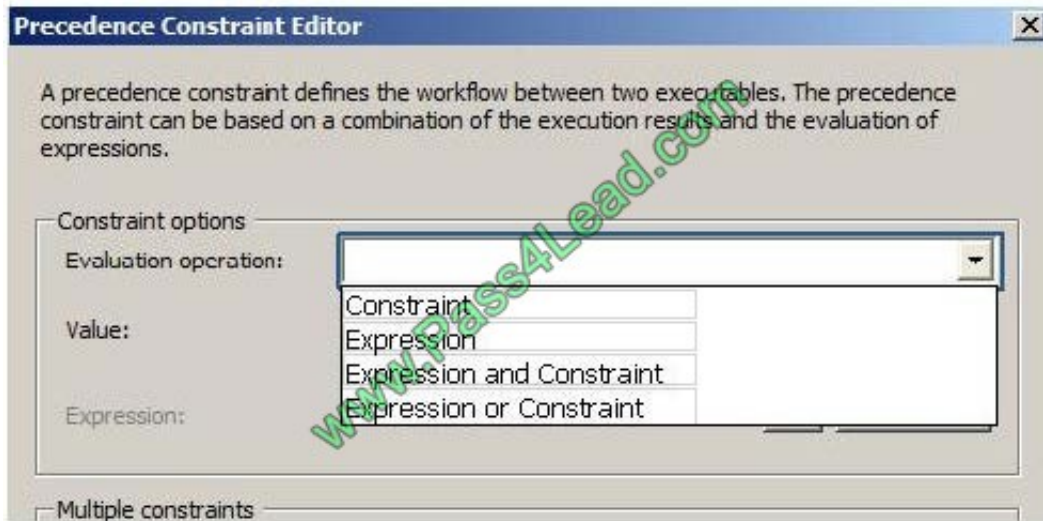 Precedence Constraint Editor
A precedence constraint defines the workflow between two executables. The precedence
constraint can be based on a combination of the execution results and the evaluation of
expressions.
Constraint options
Evaluation operation:
Value:
Constraint
Expression
Expression and Constraint
Expression or Constraint
Expression:
Multiple constraints
www.Pass4Lead.com